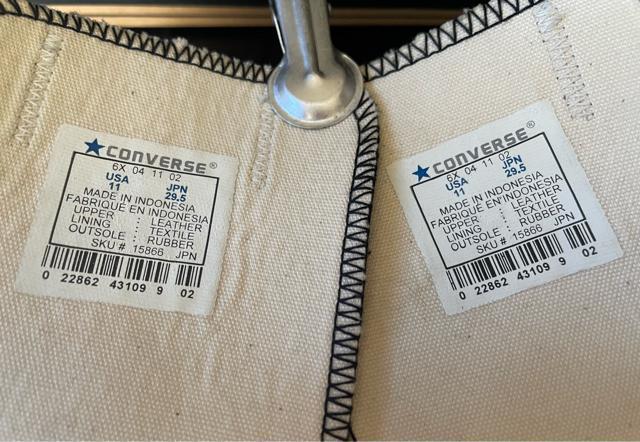 ★CONVERSE®
6X 04 11 02
USA JPN
11 29.5
MADE IN INDONESIA
FABRIQUE EN INDONESIA
UPPER : LEATHER
LINING : TEXTILE
OUTSOLE : RUBBER
SKU # 15866 JPN
0 22862 43109 9 02
★CONVERSE®
6X 04 11 02
USA JPN
11 29.5
MADE IN INDONESIA
FABRIQUE EN INDONESIA
UPPER : LEATHER
LINING : TEXTILE
OUTSOLE : RUBBER
SKU # 15866 JPN
0 22862 43109 9 02